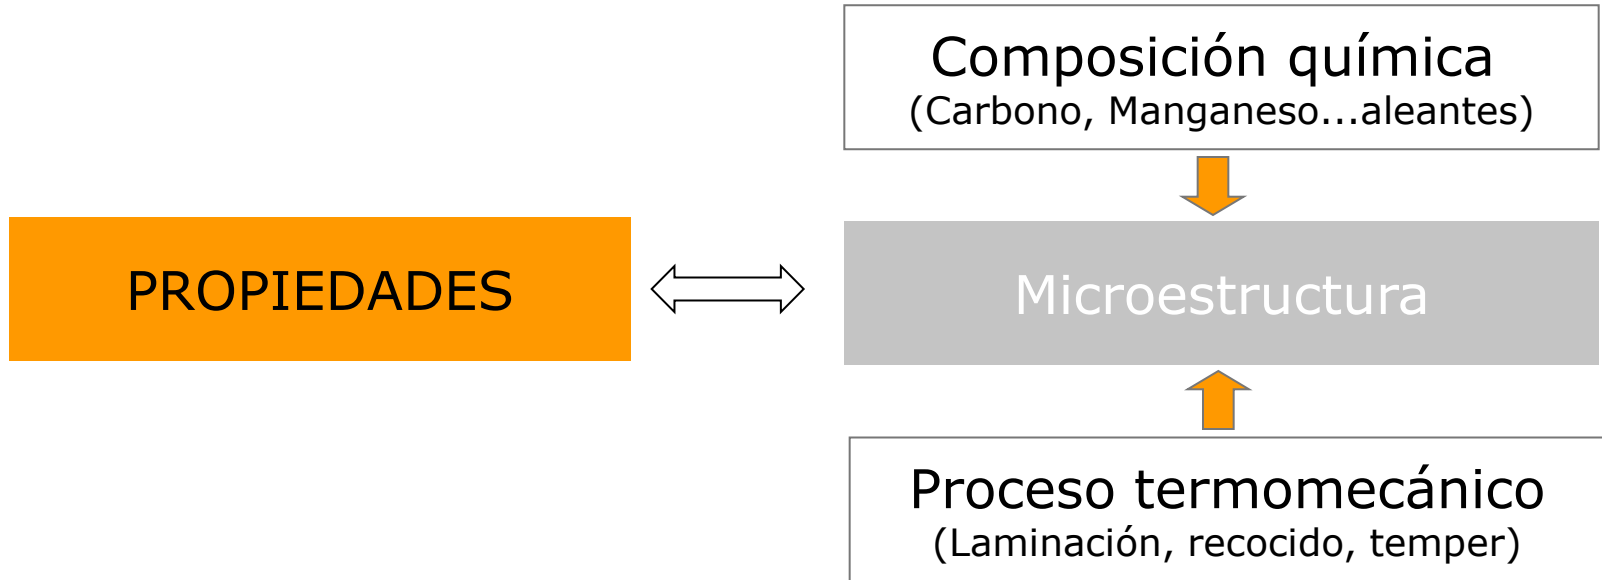 Composición química
(Carbono, Manganeso...aleantes)
PROPIEDADES
Microestructura
Proceso termomecánico
(Laminación, recocido, temper)